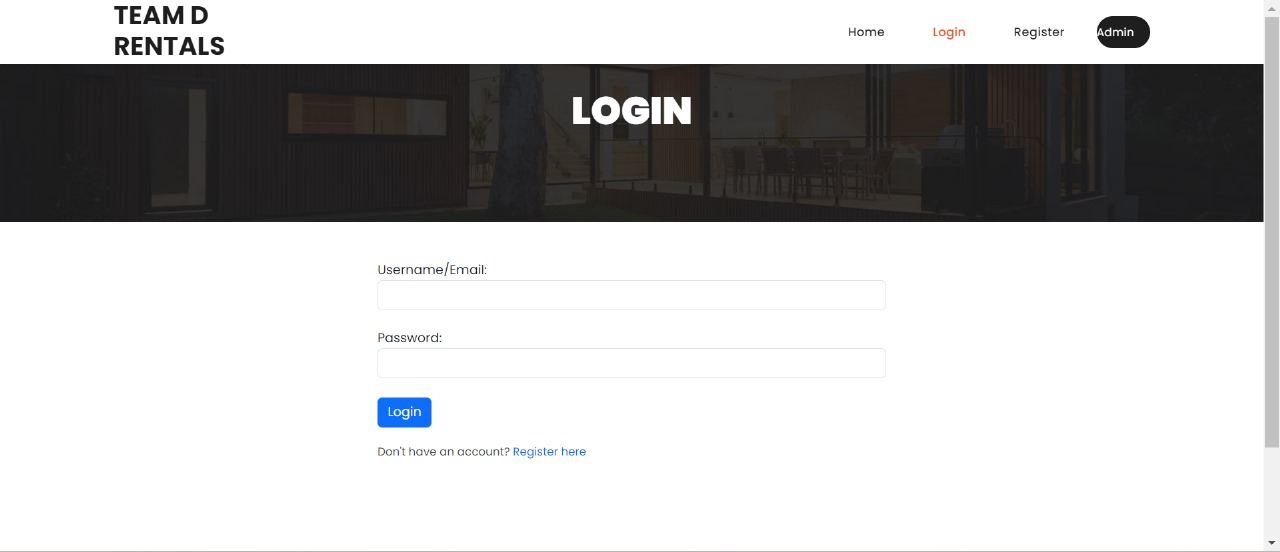 TEAM D
RENTALS
Home Login Register Admin
LOGIN
Username/Email:
Password:
Login
Don't have an account? Register here